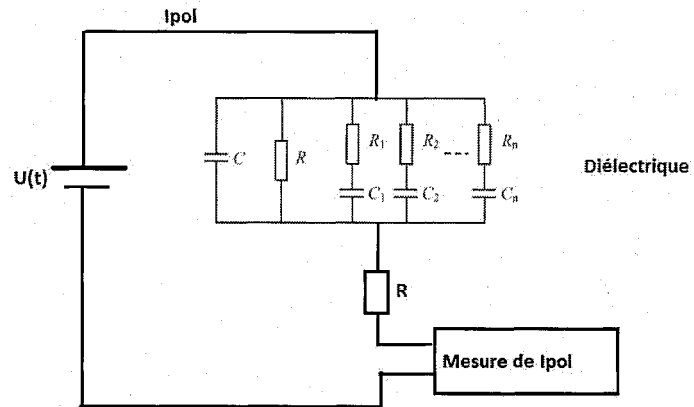 Ipol
C
R
R1
R2
Rn
Diélectrique
U(t)
C1
C2
Cn
R
Mesure de Ipol